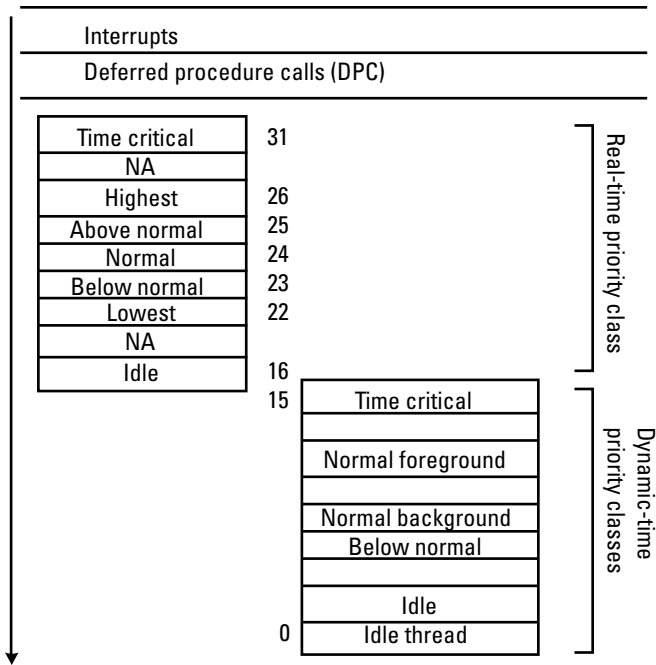 Interrupts
Deferred procedure calls (DPC)
Time critical 31
NA
Highest 26
Above normal 25
Normal 24
Below normal 23
Lowest 22
NA
Idle 16
Real-time priority class
15 Time critical
Normal foreground
Normal background
Below normal
Idle
0 Idle thread
Dynamic-time
priority classes